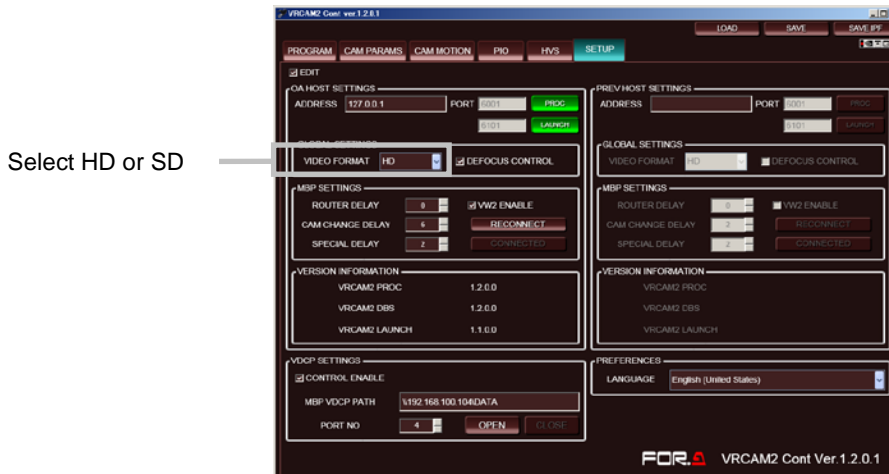 VRCAM2 Cont ver.1.2.0.1
LOAD SAVE SAVE IPF
PROGRAM CAM PARAMS CAM MOTION PIO HVS SETUP
EDIT
OA HOST SETTINGS
ADDRESS 127.0.0.1 PORT 6001 PROC
6101 LAUNCH
GLOBAL SETTINGS
Select HD or SD
VIDEO FORMAT HD DEFOCUS CONTROL
MBP SETTINGS
ROUTER DELAY 0 VW2 ENABLE
CAM CHANGE DELAY 6 RECONNECT
SPECIAL DELAY 2 CONNECTED
VERSION INFORMATION
VRCAM2 PROC 1.2.0.0
VRCAM2 DBS 1.2.0.0
VRCAM2 LAUNCH 1.1.0.0
VDCP SETTINGS
CONTROL ENABLE
MBP VDCP PATH \\192.168.100.104\DATA
PORT NO 4 OPEN CLOSE
PREV HOST SETTINGS
ADDRESS PORT 6001 PROC
6101 LAUNCH
GLOBAL SETTINGS
VIDEO FORMAT HD DEFOCUS CONTROL
MBP SETTINGS
ROUTER DELAY 0 VW2 ENABLE
CAM CHANGE DELAY 2 RECONNECT
SPECIAL DELAY 2 CONNECTED
VERSION INFORMATION
VRCAM2 PROC
VRCAM2 DBS
VRCAM2 LAUNCH
PREFERENCES
LANGUAGE English (United States)
FOR.A VRCAM2 Cont Ver.1.2.0.1